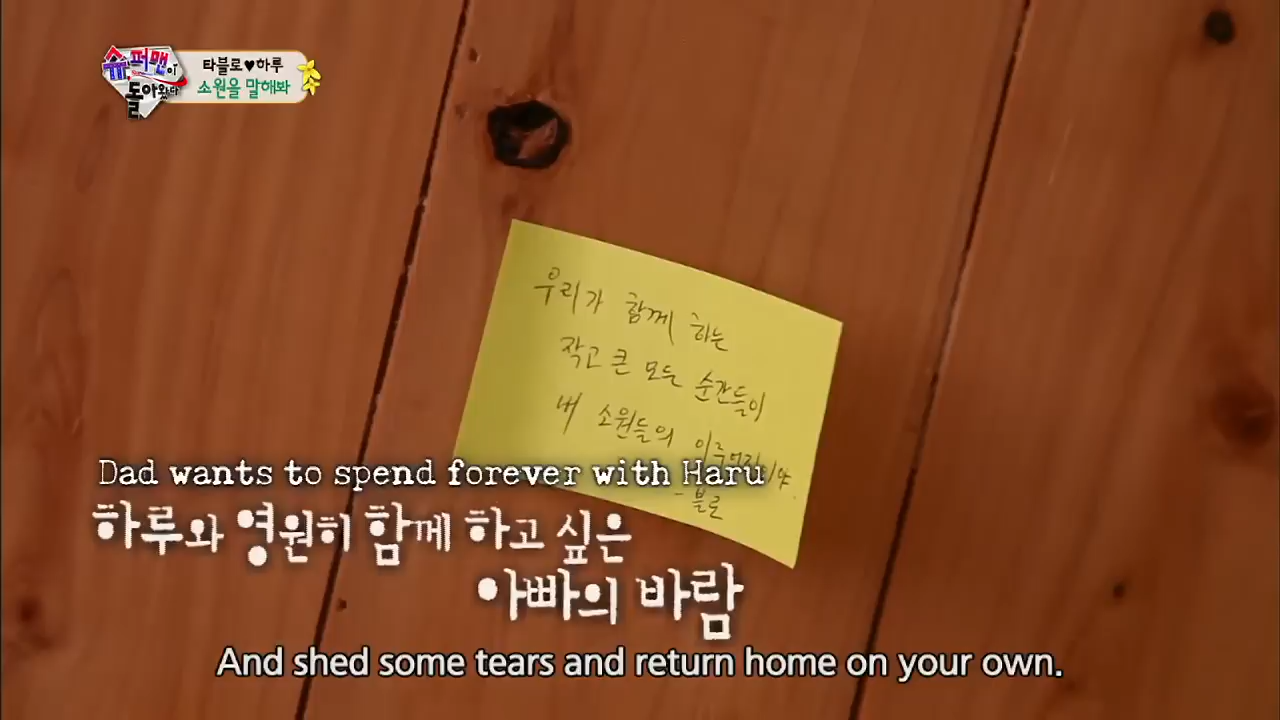 슈퍼맨이
돌아왔다
타블로♥하루
소원을 말해봐
우리가 함께 하는
작고 큰 모든 순간들이
내 소원들의
- 블로
Dad wants to spend forever with Haru
하루와 영원히 함께 하고 싶은
아빠의 바람
And shed some tears and return home on your own.